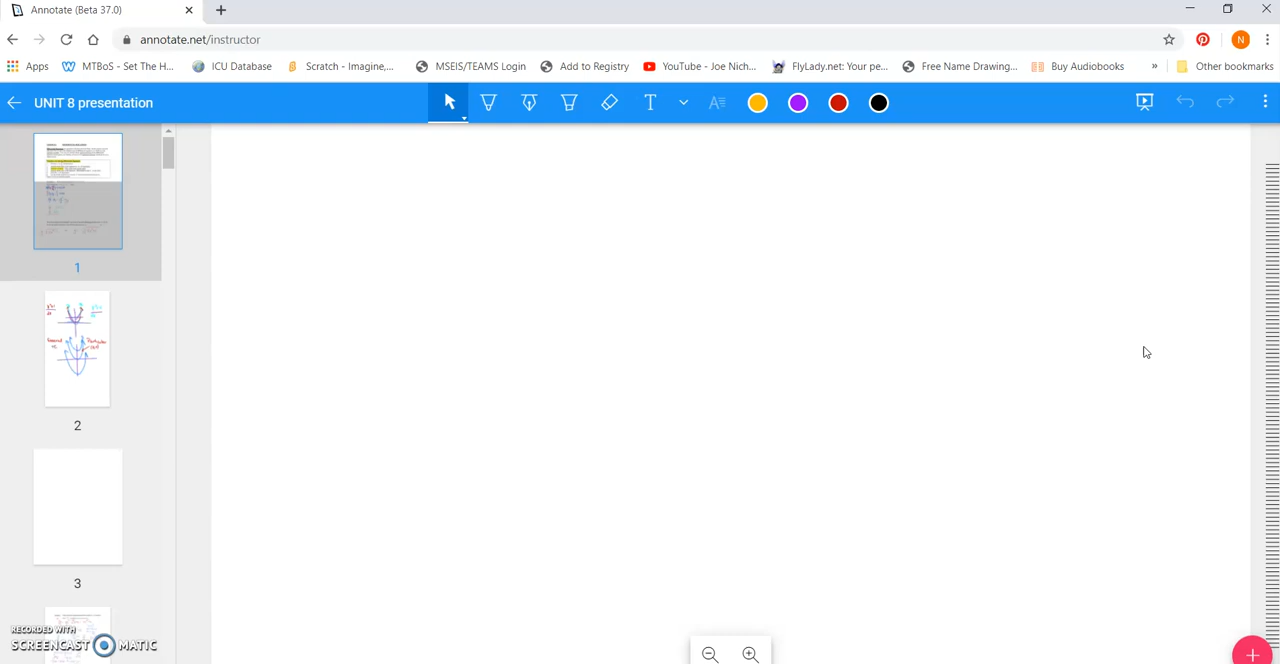 Annotate (Beta 37.0)
annotate.net/instructor
N
Apps
MTBoS - Set The H...
ICU Database
Scratch - Imagine,...
MSEIS/TEAMS Login
Add to Registry
YouTube - Joe Nich...
FlyLady.net: Your pe...
Free Name Drawing...
Buy Audiobooks
»
Other bookmarks
UNIT 8 presentation
T
1
2
3
RECORDED WITH
SCREENCAST MATIC